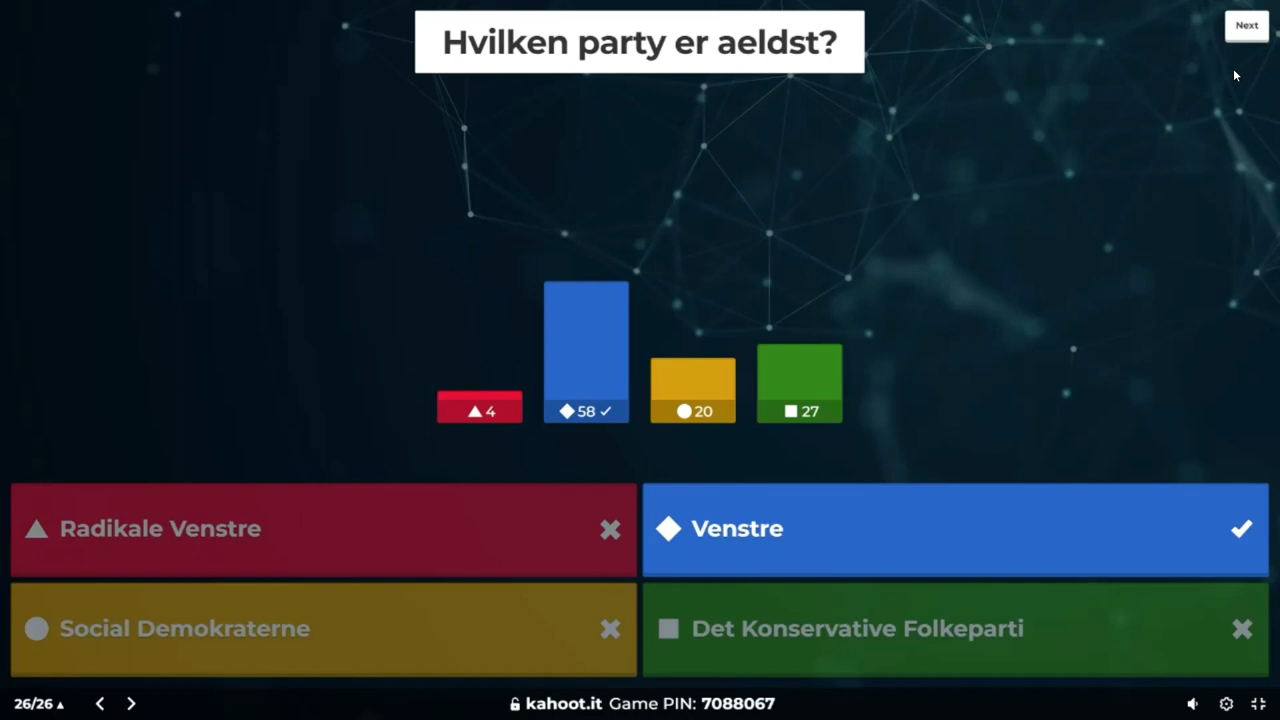 Hvilken party er aeldst?
Next
4
58
20
27
Radikale Venstre
Venstre
Social Demokraterne
Det Konservative Folkeparti
26/26
kahoot.it Game PIN: 7088067